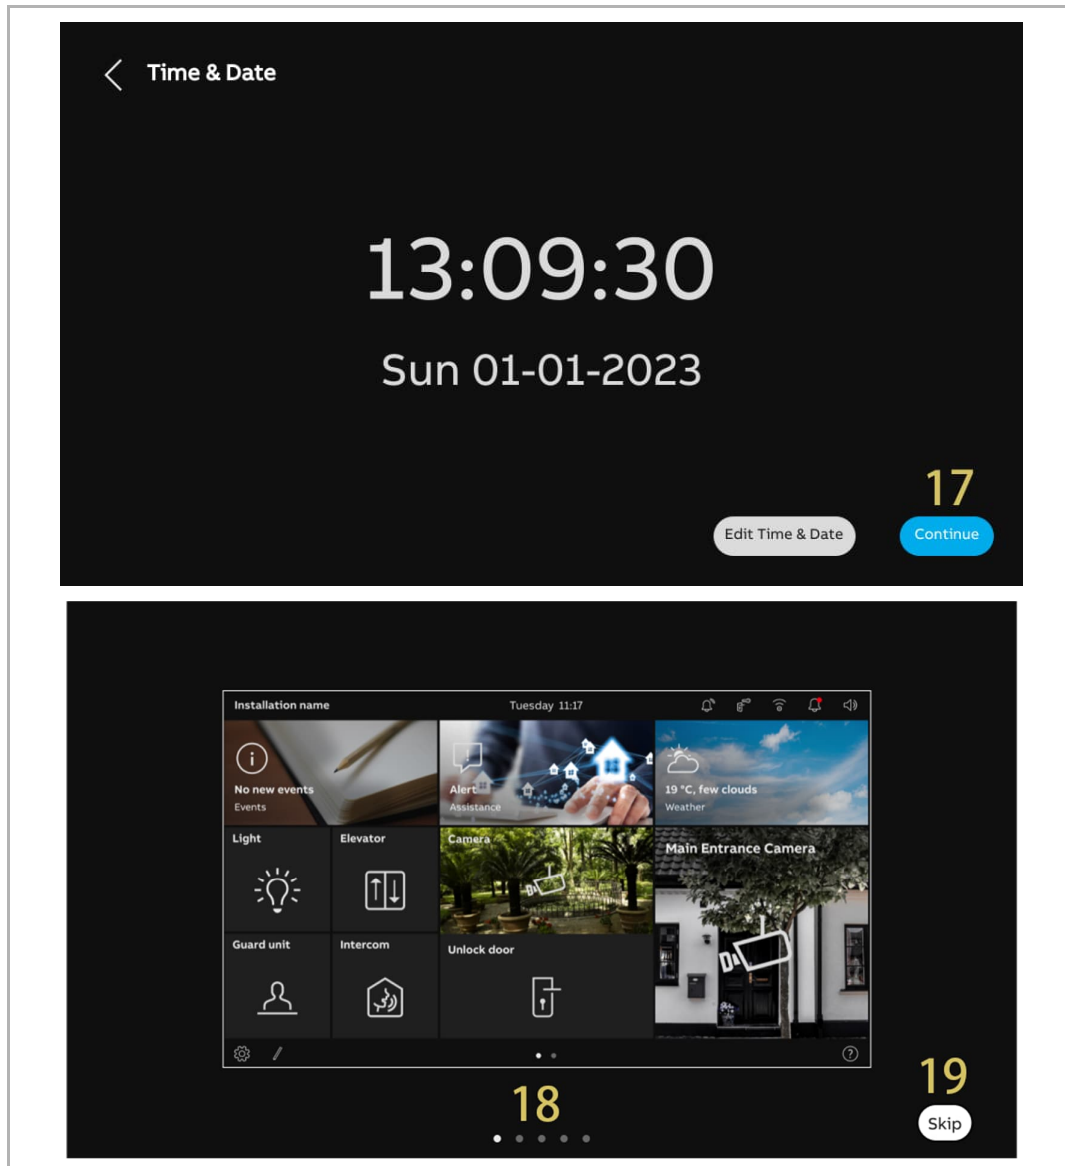 Time & Date
13:09:30
Sun 01-01-2023
17
Edit Time & Date
Continue
Installation name
Tuesday 11:17
No new events
Events
Alert
Assistance
19 °C, few clouds
Weather
Light
Elevator
Camera
Main Entrance Camera
Guard unit
Intercom
Unlock door
18
19
Skip